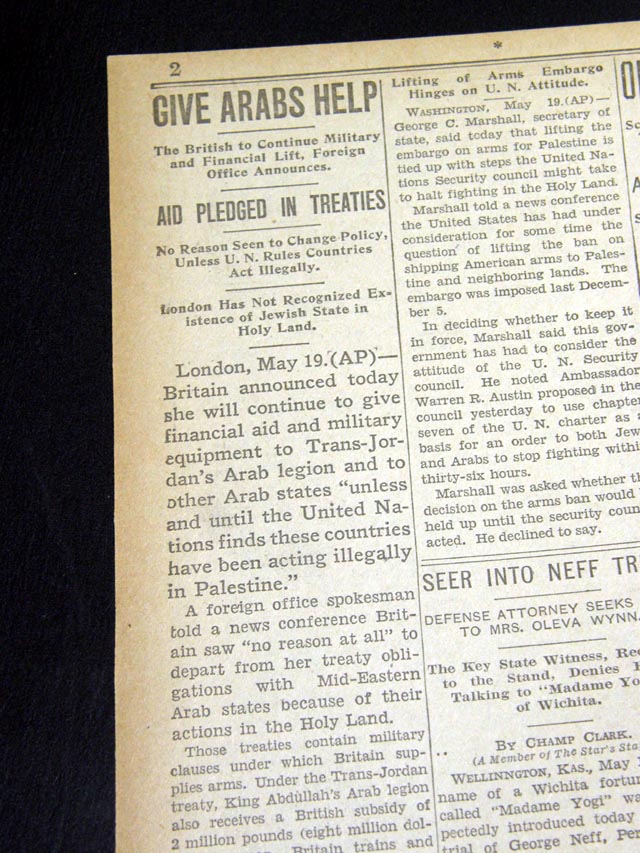 2
*
GIVE ARABS HELP
The British to Continue Military
and Financial Lift, Foreign
Office Announces.
AID PLEDGED IN TREATIES
No Reason Seen to Change Policy,
Unless U. N. Rules Countries
Act Illegally.
London Has Not Recognized Ex-
istence of Jewish State in
Holy Land.
London, May 19.(AP)—
Britain announced today
she will continue to give
financial aid and military
equipment to Trans-Jor-
dan's Arab legion and to
other Arab states "unless
and until the United Na-
tions finds these countries
have been acting illegally
in Palestine."
A foreign office spokesman
told a news conference Brit-
ain saw "no reason at all" to
depart from her treaty obli-
gations with Mid-Eastern
Arab states because of their
actions in the Holy Land.
Those treaties contain military
clauses under which Britain sup-
plies arms. Under the Trans-Jordan
treaty, King Abdullah's Arab legion
also receives a British subsidy of
2 million pounds (eight million dol-
Britain trains and
Lifting of Arms Embargo
Hinges on U. N. Attitude.
WASHINGTON, May 19.(AP)—
George C. Marshall, secretary of
state, said today that lifting the
embargo on arms for Palestine is
tied up with steps the United Na-
tions Security council might take
to halt fighting in the Holy Land.
Marshall told a news conference
the United States has had under
consideration for some time the
question of lifting the ban on
shipping American arms to Pales-
tine and neighboring lands. The
embargo was imposed last Decem-
ber 5.
In deciding whether to keep it
in force, Marshall said this gov-
ernment has had to consider the
attitude of the U. N. Security
council. He noted Ambassador
Warren R. Austin proposed in the
council yesterday to use chapter
seven of the U. N. charter as a
basis for an order to both Jew
and Arabs to stop fighting withi
thirty-six hours.
Marshall was asked whether th
decision on the arms ban would
held up until the security coun
acted. He declined to say.
SEER INTO NEFF TR
DEFENSE ATTORNEY SEEKS
TO MRS. OLEVA WYNN.
The Key State Witness, Rec
to the Stand, Denies
Talking to "Madame Yo
of Wichita.
BY CHAMP CLARK.
(A Member of The Star's Sta
WELLINNGTON, KAS., May 1
name of a Wichita fortun
called "Madame Yogi" wa
pectedly introduced today
trial of George Neff, Per